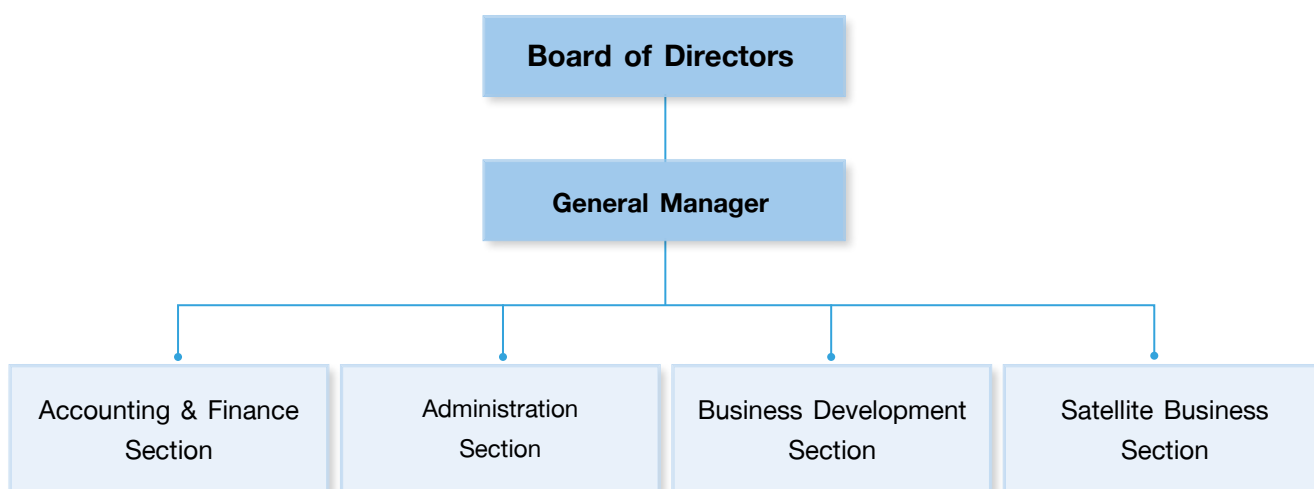 Board of Directors
General Manager
Accounting & Finance
Section
Administration
Section
Business Development
Section
Satellite Business
Section